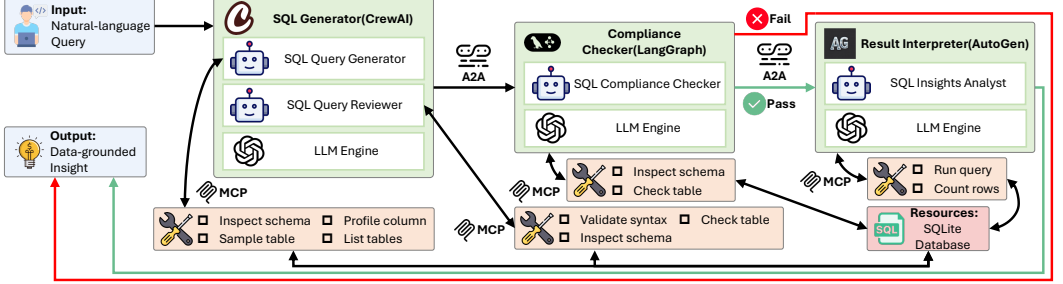 Input:
Natural-language
Query
SQL Generator(CrewAI)
SQL Query Generator
SQL Query Reviewer
LLM Engine
A2A
Compliance
Checker(LangGraph)
SQL Compliance Checker
LLM Engine
Fail
A2A
Pass
AG
Result Interpreter(AutoGen)
SQL Insights Analyst
LLM Engine
Output:
Data-grounded
Insight
MCP
Inspect schema
Profile column
Sample table
List tables
MCP
Inspect schema
Check table
MCP
Validate syntax
Check table
Inspect schema
MCP
Run query
Count rows
SQL
Resources:
SQLite
Database